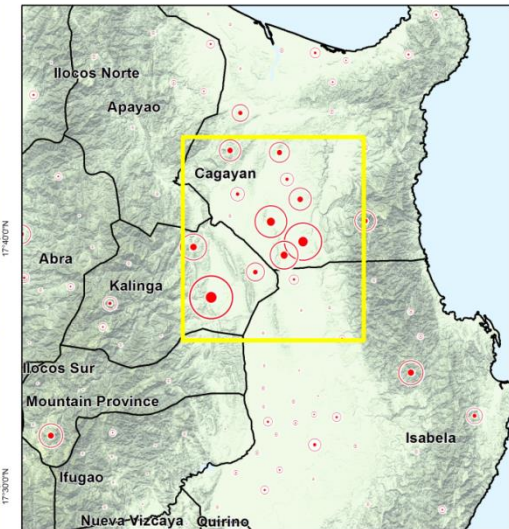 Ilocos Norte
Apayao
Cagayan
17°40'0"N
Abra
Kalinga
Ilocos Sur
Mountain Province
Isabela
Ifugao
17°30'0"N
Nueva Vizcaya
Quirino